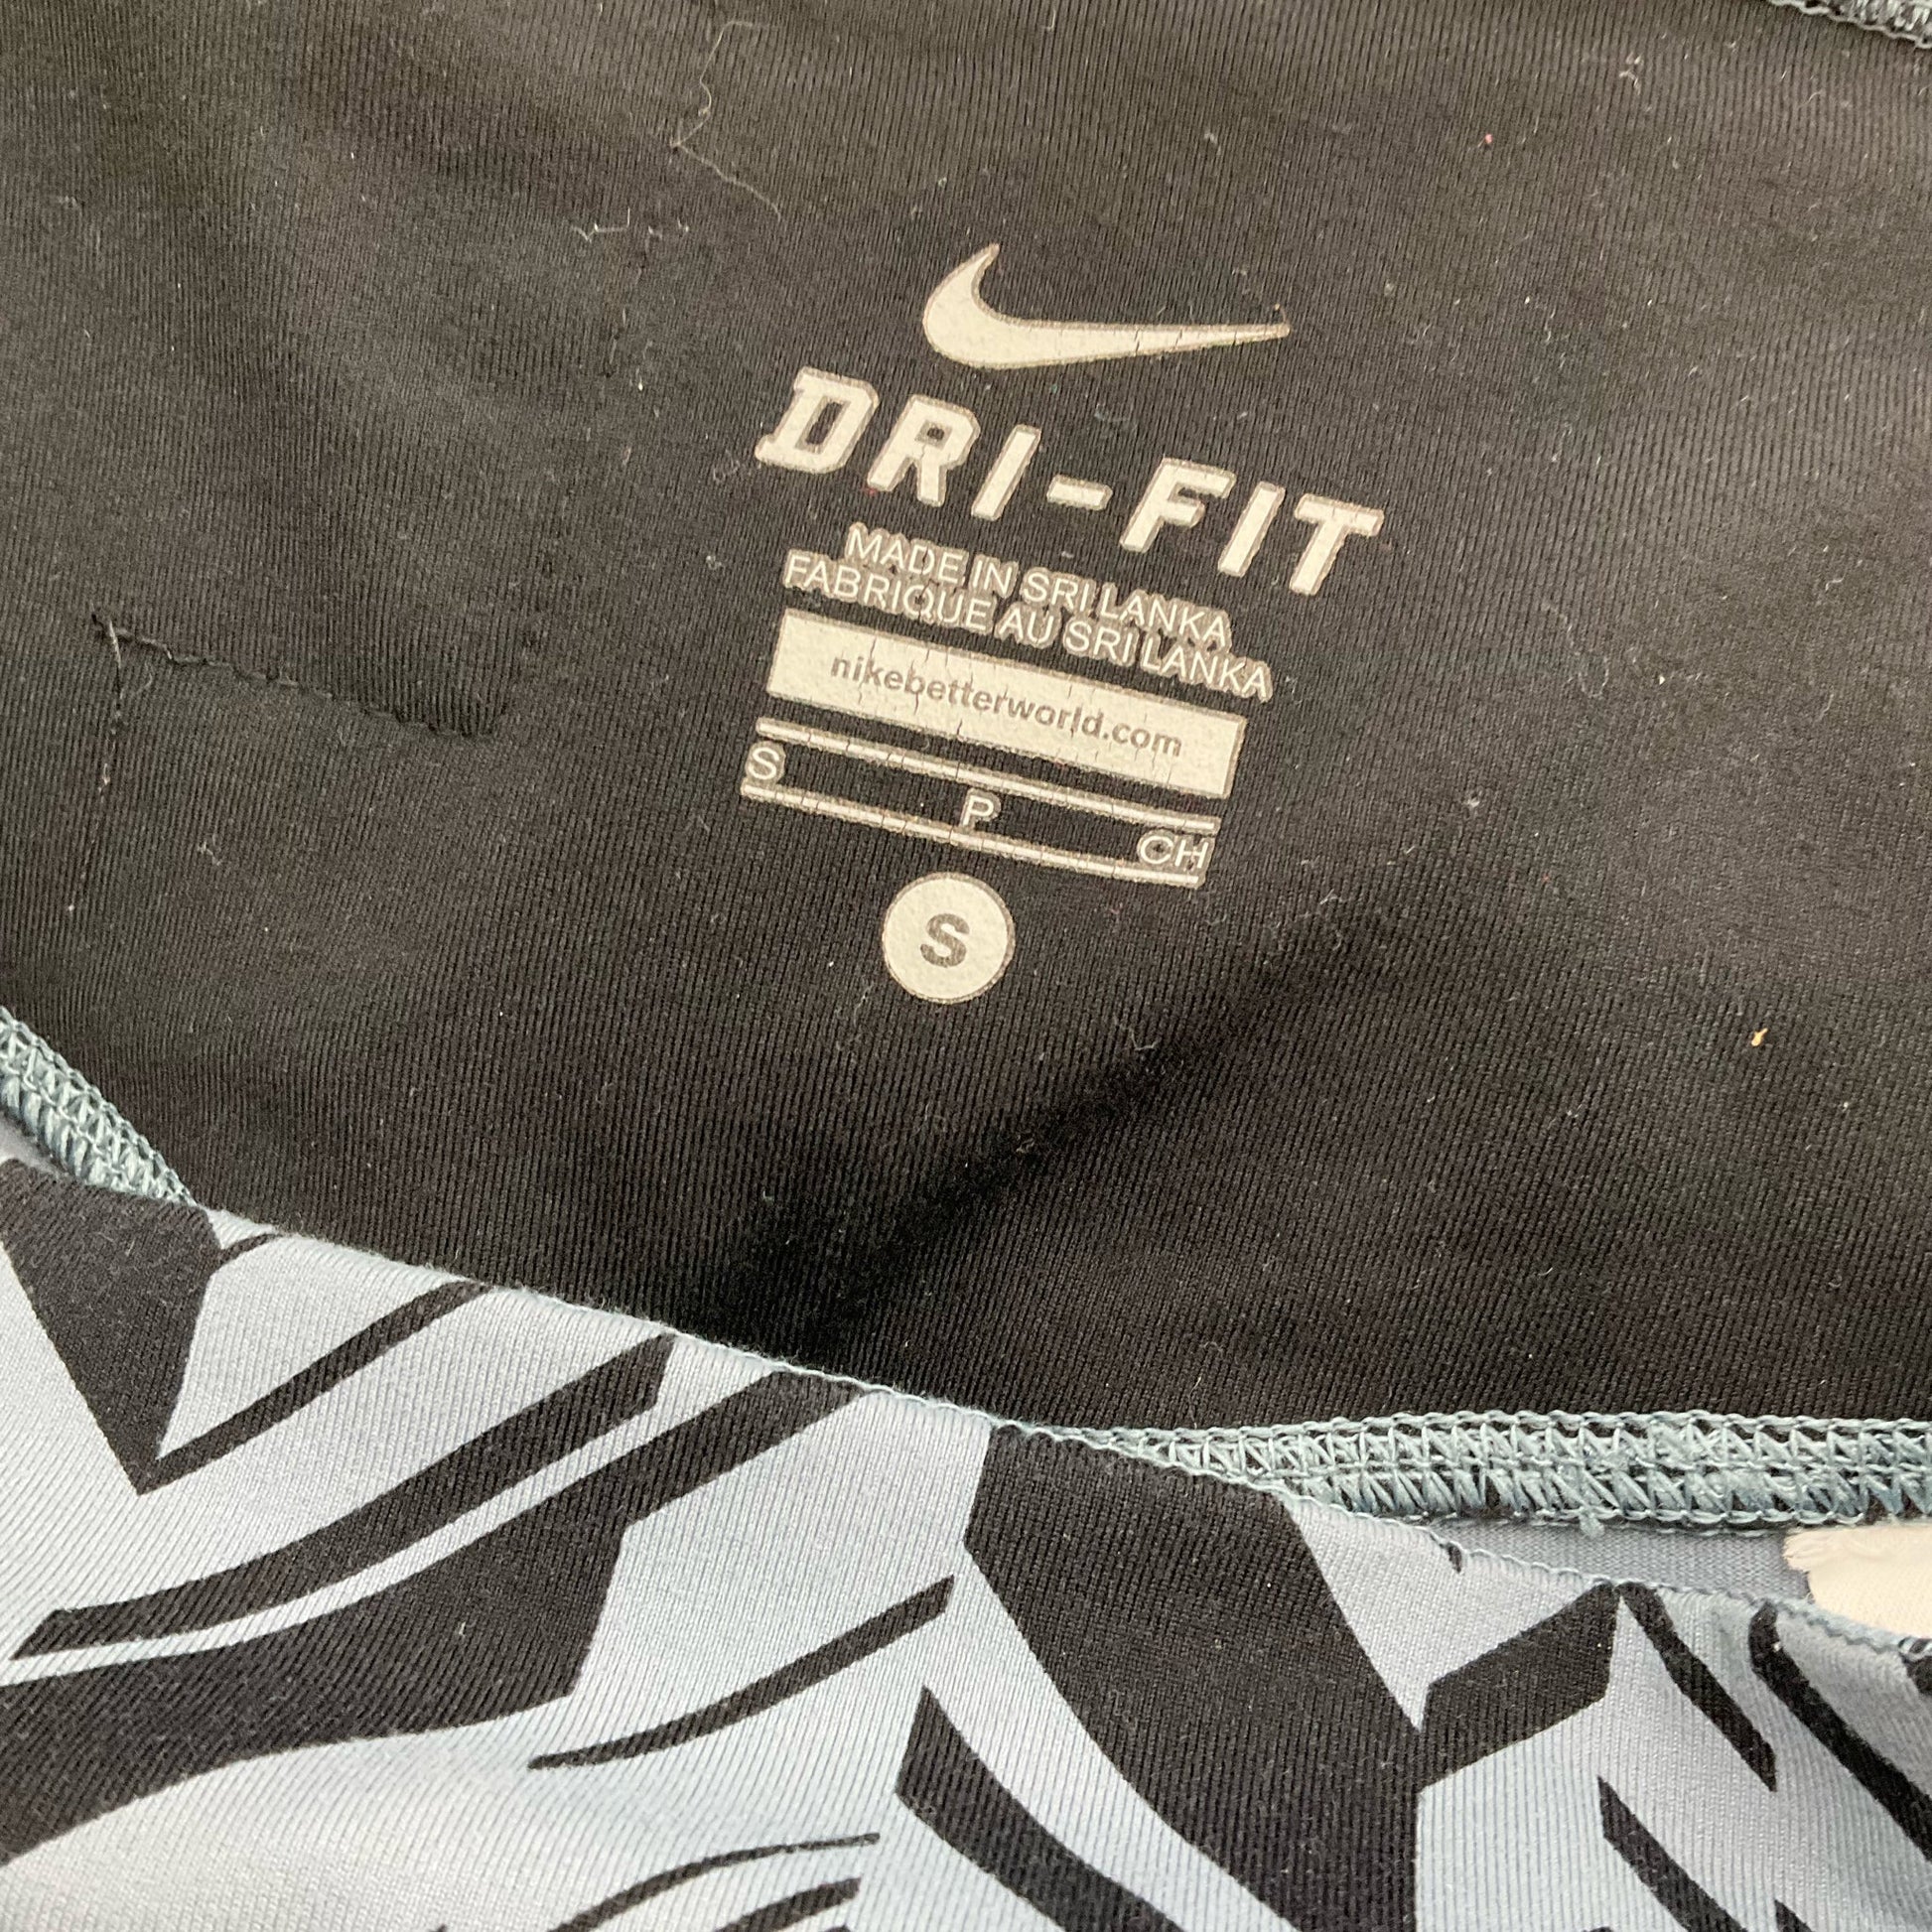 DRI-FIT
MADE IN SRI LANKA
FABRIQUE AU SRI LANKA
nikebetterworld.com
S P CH
S